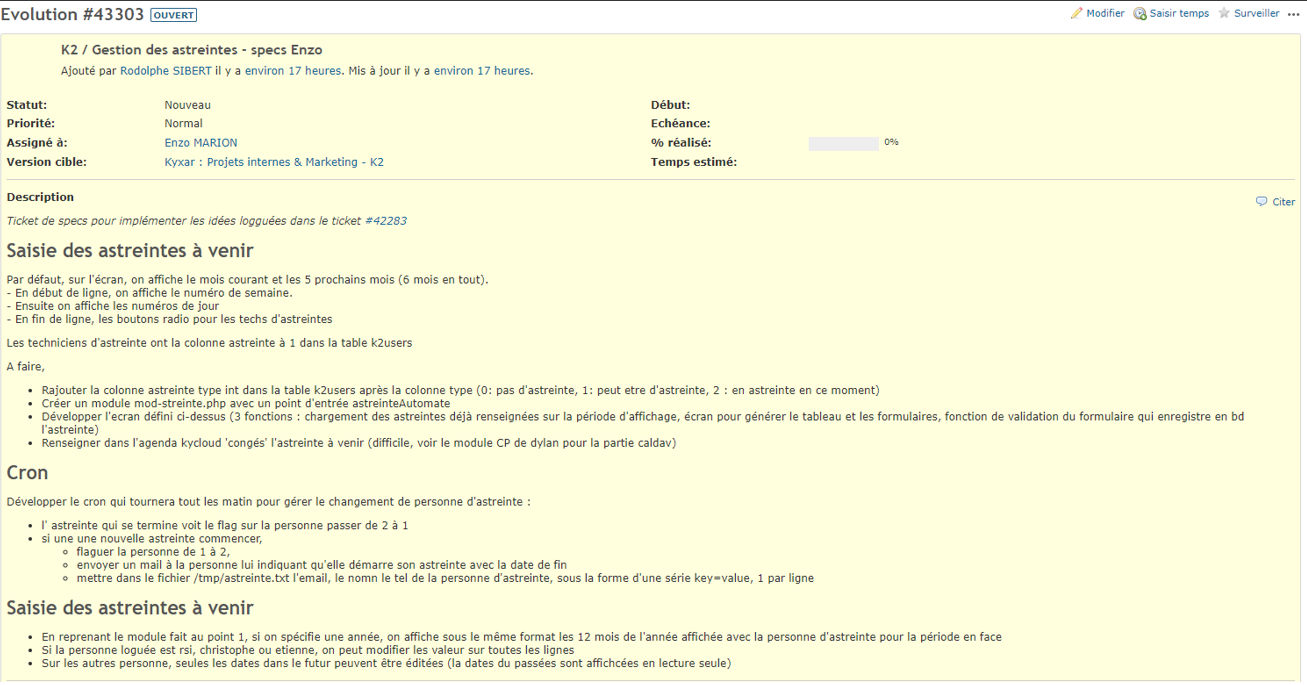 Evolution #43303 OUVERT
Modifier Saisir temps Surveiller ...
K2 / Gestion des astreintes - specs Enzo
Ajouté par Rodolphe SIBERT il y a environ 17 heures. Mis à jour il y a environ 17 heures.
Statut: Nouveau Début:
Priorité: Normal Echéance:
Assigné à: Enzo MARION % réalisé: 0%
Version cible: Kyxar : Projets internes & Marketing - K2 Temps estimé:
Description
Citer
Ticket de specs pour implémenter les idées logguées dans le ticket #42283
Saisie des astreintes à venir
Par défaut, sur l'écran, on affiche le mois courant et les 5 prochains mois (6 mois en tout).
- En début de ligne, on affiche le numéro de semaine.
- Ensuite on affiche les numéros de jour
- En fin de ligne, les boutons radio pour les techs d'astreintes
Les techniciens d'astreinte ont la colonne astreinte à 1 dans la table k2users
A faire,
• Rajouter la colonne astreinte type int dans la table k2users après la colonne type (0: pas d'astreinte, 1: peut etre d'astreinte, 2 : en astreinte en ce moment)
• Créer un module mod-streinte.php avec un point d'entrée astreinteAutomate
• Développer l'ecran défini ci-dessus (3 fonctions : chargement des astreintes déjà renseignées sur la période d'affichage, écran pour générer le tableau et les formulaires, fonction de validation du formulaire qui enregistre en bd
l'astreinte)
• Renseigner dans l'agenda kycloud 'congés' l'astreinte à venir (difficile, voir le module CP de dylan pour la partie caldav)
Cron
Développer le cron qui tournera tout les matin pour gérer le changement de personne d'astreinte :
• l' astreinte qui se termine voit le flag sur la personne passer de 2 à 1
• si une une nouvelle astreinte commencer,
○ flaguer la personne de 1 à 2,
○ envoyer un mail à la personne lui indiquant qu'elle démarre son astreinte avec la date de fin
○ mettre dans le fichier /tmp/astreinte.txt l'email, le nomn le tel de la personne d'astreinte, sous la forme d'une série key=value, 1 par ligne
Saisie des astreintes à venir
• En reprenant le module fait au point 1, si on spécifie une année, on affiche sous le même format les 12 mois de l'année affichée avec la personne d'astreinte pour la période en face
• Si la personne loguée est rsi, christophe ou etienne, on peut modifier les valeur sur toutes les lignes
• Sur les autres personne, seules les dates dans le futur peuvent être éditées (la dates du passées sont affichcées en lecture seule)